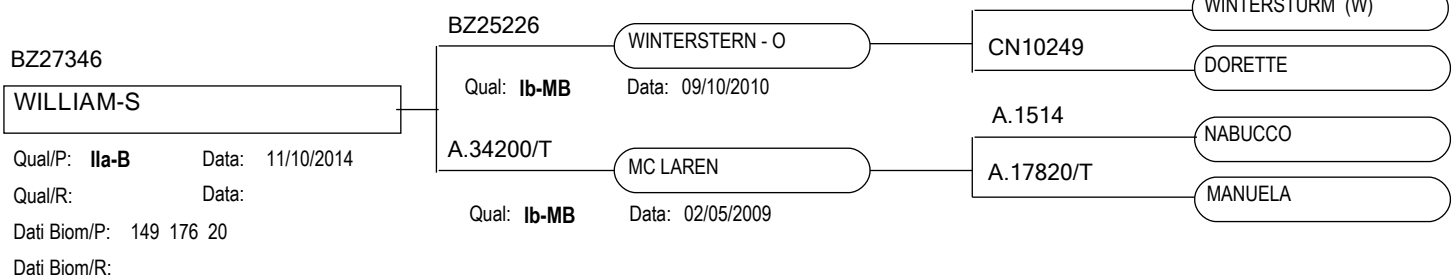 WINTERSTURM (W)
BZ25226
WINTERSTERN - O
CN10249
BZ27346
DORETTE
Qual: Ib-MB Data: 09/10/2010
WILLIAM-S
A.1514
NABUCCO
A.34200/T
Qual/P: IIa-B Data: 11/10/2014
MC LAREN
A.17820/T
Qual/R: Data:
MANUELA
Qual: Ib-MB Data: 02/05/2009
Dati Biom/P: 149 176 20
Dati Biom/R: